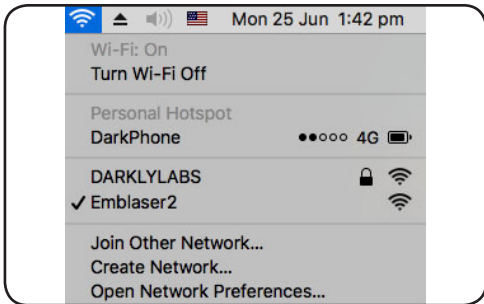 Mon 25 Jun 1:42 pm
Wi-Fi: On
Turn Wi-Fi Off
Personal Hotspot
DarkPhone 4G
DARKLYLABS
Emblaser2
Join Other Network...
Create Network...
Open Network Preferences...